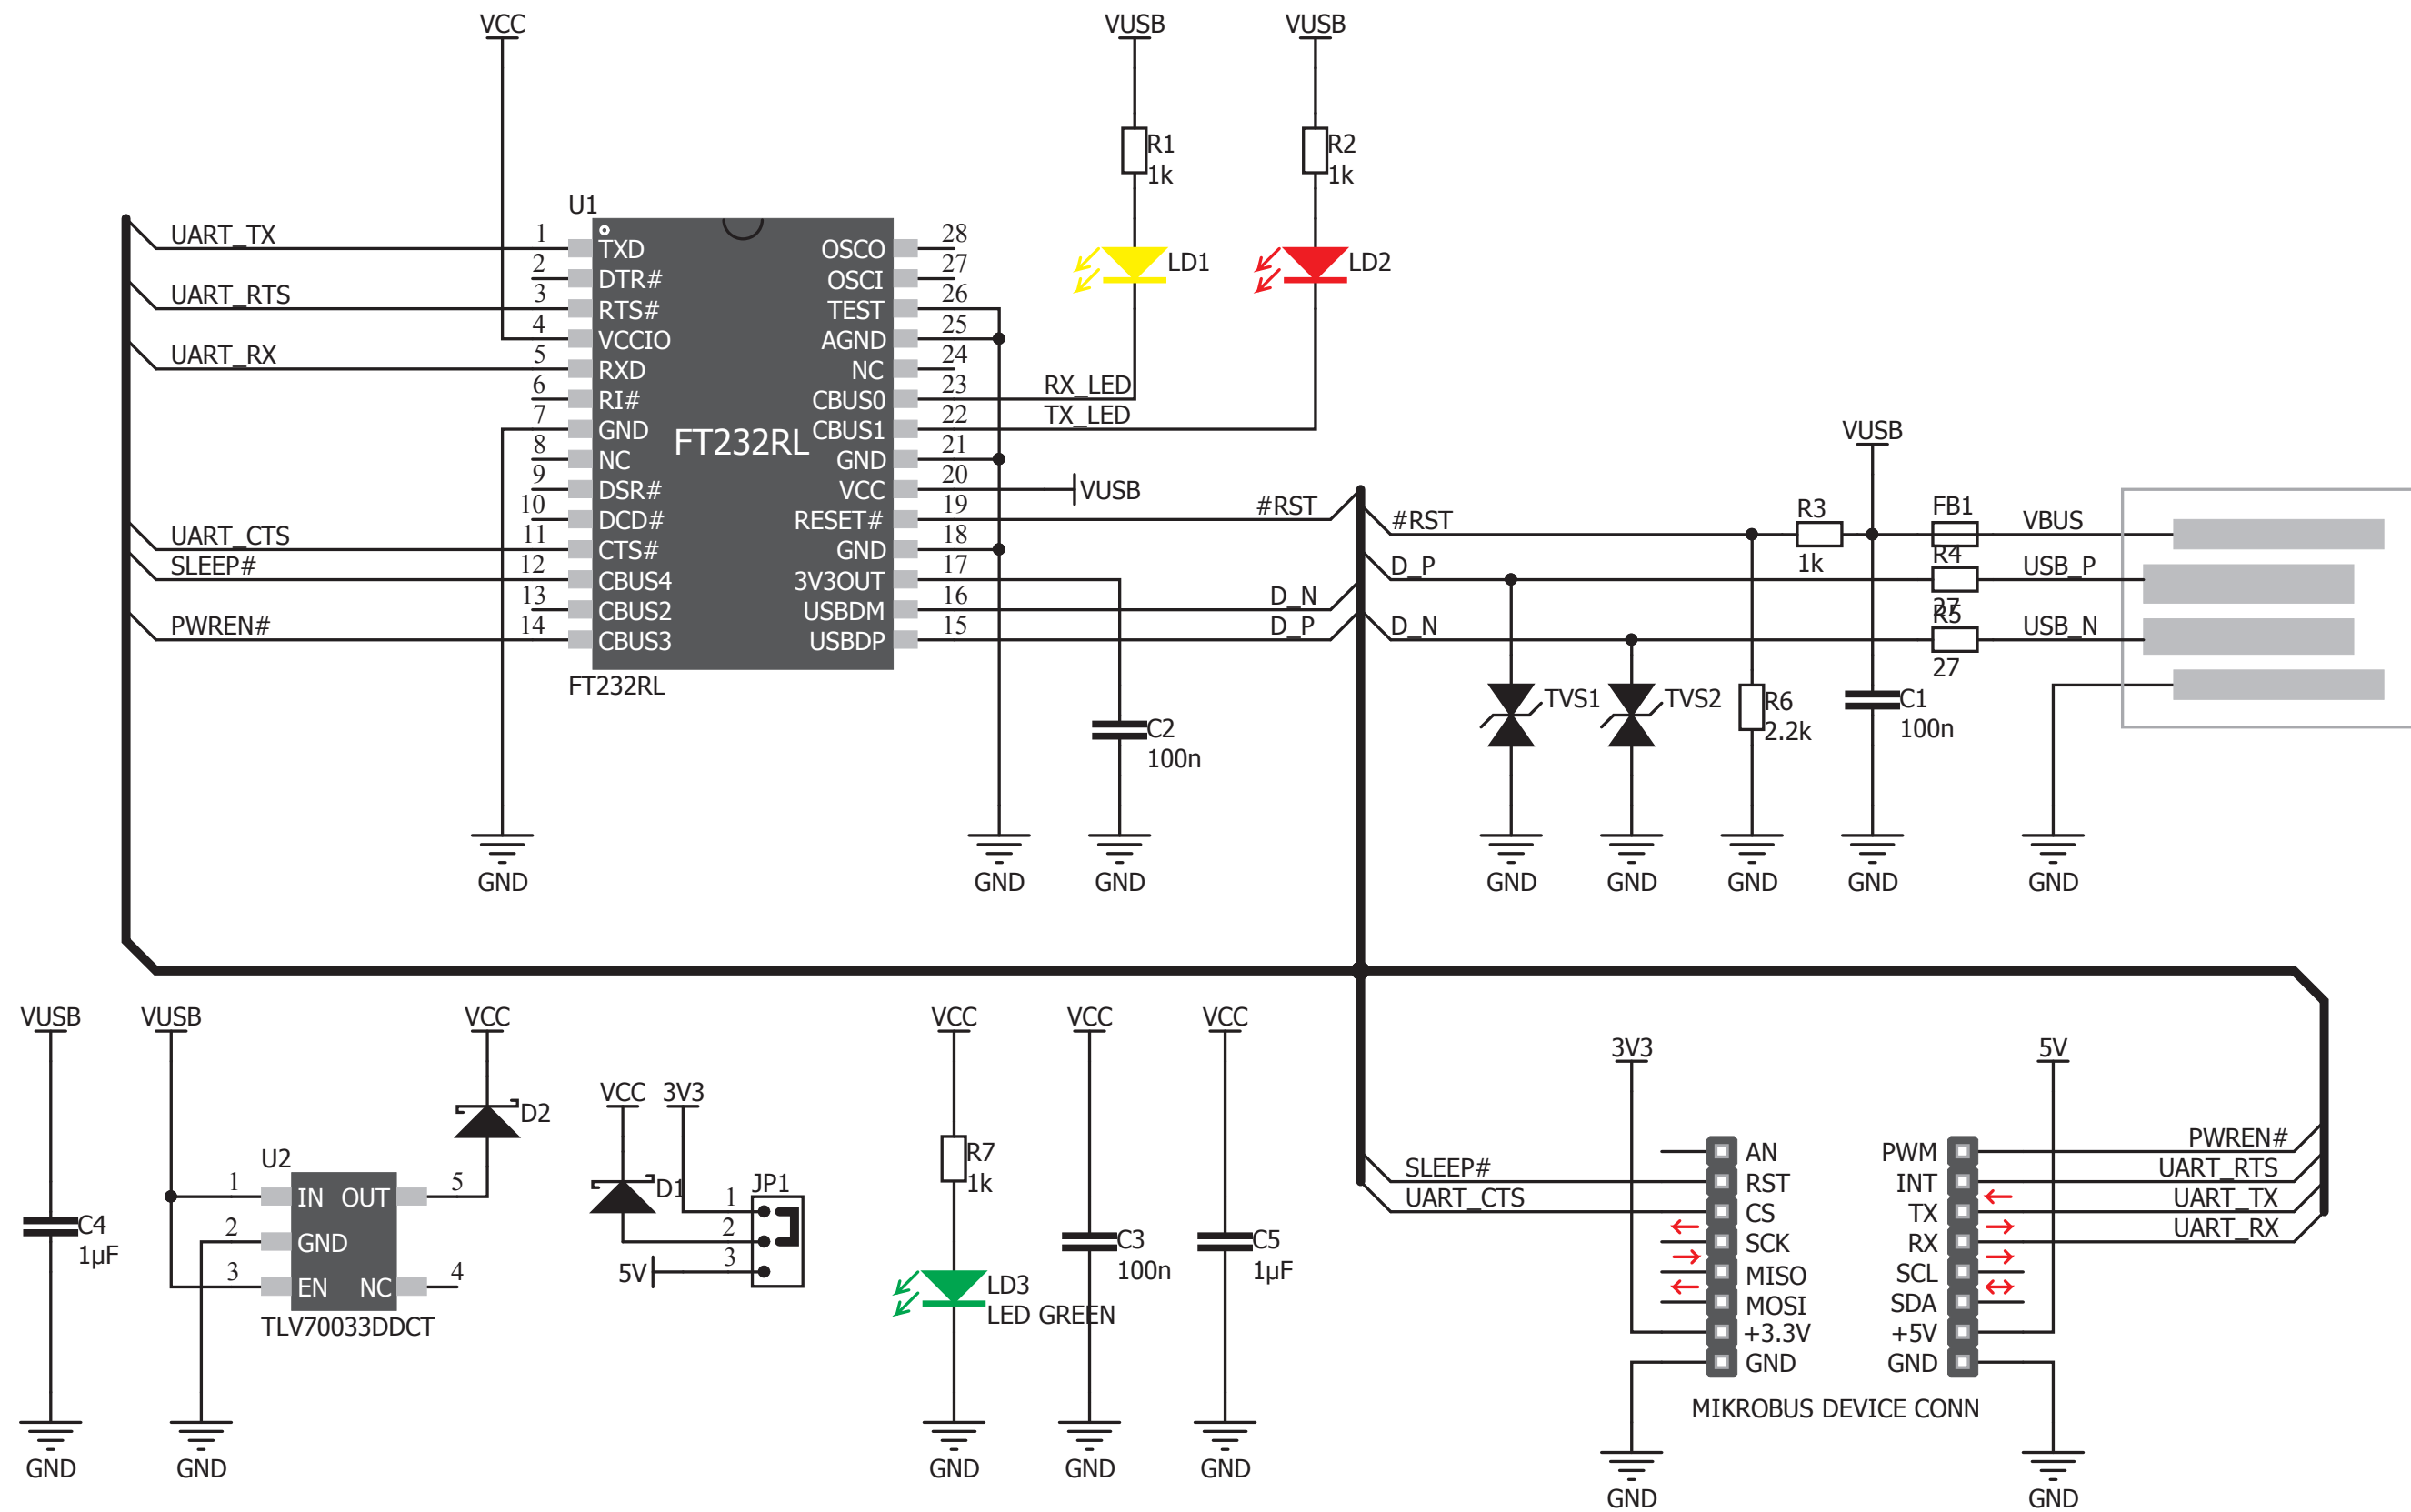 VCC
VUSB
VUSB
R1
1k
R2
1k
LD1
LD2
U1
UART_TX
UART_RTS
UART_RX
UART_CTS
SLEEP#
PWREN#
1 TXD
2 DTR#
3 RTS#
4 VCCIO
5 RXD
6 RI#
7 GND
8 NC
9 DSR#
10 DCD#
11 CTS#
12 CBUS4
13 CBUS2
14 CBUS3
FT232RL
OSCO 28
OSCI 27
TEST 26
AGND 25
NC 24
CBUS0 23
CBUS1 22
GND 21
VCC 20
RESET# 19
GND 18
3V3OUT 17
USBDM 16
USBDP 15
FT232RL
RX_LED
TX_LED
VUSB
#RST
D_N
D_P
C2
100n
GND
GND
GND
#RST
D_P
D_N
VUSB
R3
1k
FB1
VBUS
R4
27
USB_P
R5
27
USB_N
TVS1
TVS2
R6
2.2k
C1
100n
GND
GND
GND
GND
GND
VUSB
C4
1µF
GND
VUSB
VCC
D2
U2
1 IN
2 GND
3 EN
OUT 5
NC 4
TLV70033DDCT
GND
VCC
3V3
D1
JP1
1
2
3
5V
VCC
R7
1k
LD3
LED GREEN
GND
VCC
C3
100n
GND
VCC
C5
1µF
GND
3V3
5V
SLEEP#
UART_CTS
AN
RST
CS
SCK
MISO
MOSI
+3.3V
GND
PWM
INT
TX
RX
SCL
SDA
+5V
GND
PWREN#
UART_RTS
UART_TX
UART_RX
MIKROBUS DEVICE CONN
GND
GND